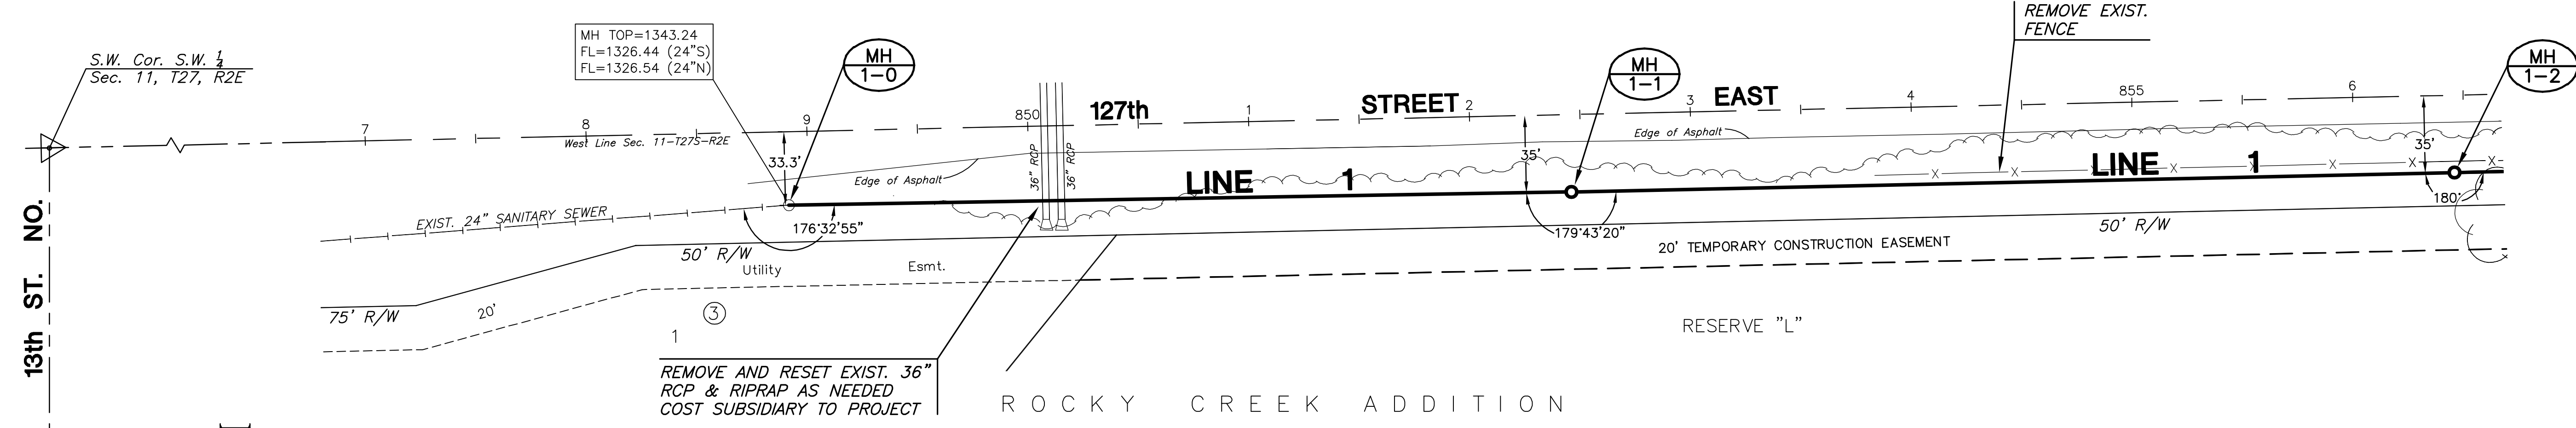 REMOVE EXIST.
FENCE
S.W. Cor. S.W. 1/4
Sec. 11, T27, R2E
MH TOP=1343.24
FL=1326.44 (24"S)
FL=1326.54 (24"N)
MH
1-0
MH
1-1
MH
1-2
7
8
9
850
127th
1
STREET
2
3
EAST
4
855
6
West Line Sec. 11-T27S-R2E
Edge of Asphalt
33.3'
36" RCP
36" RCP
35'
35'
Edge of Asphalt
LINE 1
LINE 1
X X X X X X X
EXIST. 24" SANITARY SEWER
176°32'55"
179°43'20"
180°
50' R/W
50' R/W
Utility Esmt.
20' TEMPORARY CONSTRUCTION EASEMENT
75' R/W
20'
3
1
RESERVE "L"
13th ST. NO.
REMOVE AND RESET EXIST. 36"
RCP & RIPRAP AS NEEDED
COST SUBSIDIARY TO PROJECT
ROCKY CREEK ADDITION